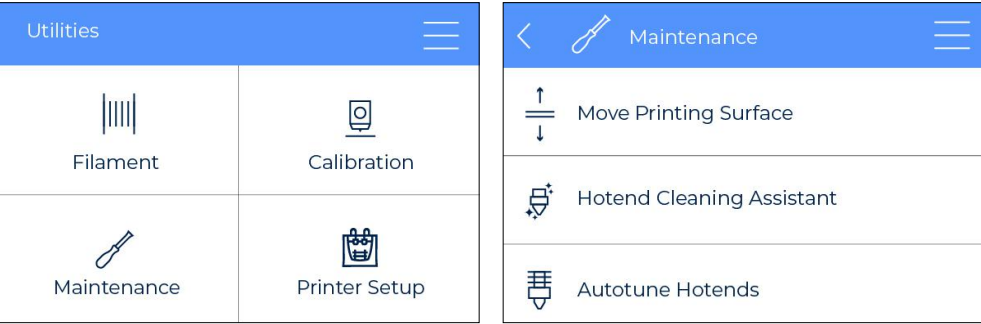 Utilities
Filament
Calibration
Maintenance
Printer Setup
Maintenance
Move Printing Surface
Hotend Cleaning Assistant
Autotune Hotends